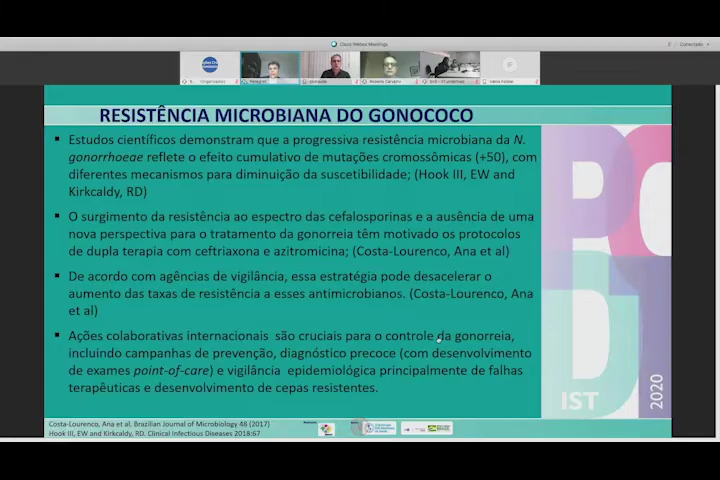 Cisco Webex Meetings
Conectado
RESISTÊNCIA MICROBIANA DO GONOCOCO
▪ Estudos científicos demonstram que a progressiva resistência microbiana da N.
gonorrhoeae reflete o efeito cumulativo de mutações cromossômicas (+50), com
diferentes mecanismos para diminuição da suscetibilidade; (Hook III, EW and
Kirkcaldy, RD)
▪ O surgimento da resistência ao espectro das cefalosporinas e a ausência de uma
nova perspectiva para o tratamento da gonorreia têm motivado os protocolos
de dupla terapia com ceftriaxona e azitromicina; (Costa-Lourenco, Ana et al)
▪ De acordo com agências de vigilância, essa estratégia pode desacelerar o
aumento das taxas de resistência a esses antimicrobianos. (Costa-Lourenco, Ana
et al)
▪ Ações colaborativas internacionais são cruciais para o controle da gonorreia,
incluindo campanhas de prevenção, diagnóstico precoce (com desenvolvimento
de exames point-of-care) e vigilância epidemiológica principalmente de falhas
terapêuticas e desenvolvimento de cepas resistentes.
PCDT
IST
2020
Costa-Lourenco, Ana et al, Brazilian Journal of Microbiology 48 (2017)
Hook III, EW and Kirkcaldy, RD. Clinical Infectious Diseases 2018:67